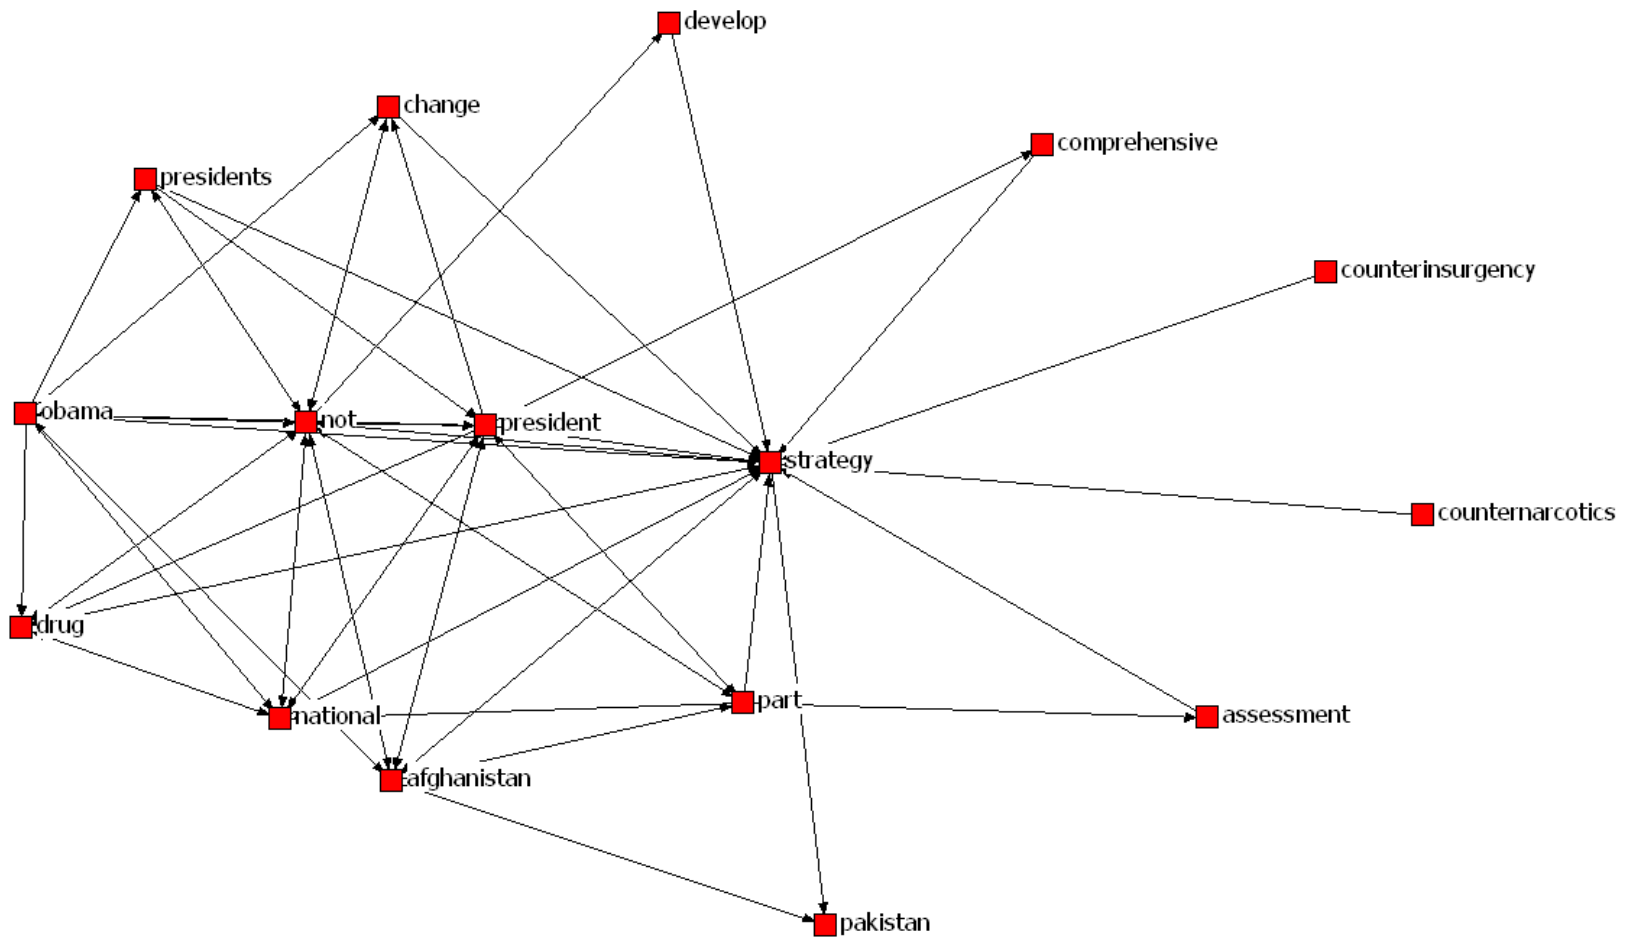 develop
change
comprehensive
presidents
counterinsurgency
obama
not
president
strategy
counternarcotics
drug
national
part
assessment
afghanistan
pakistan